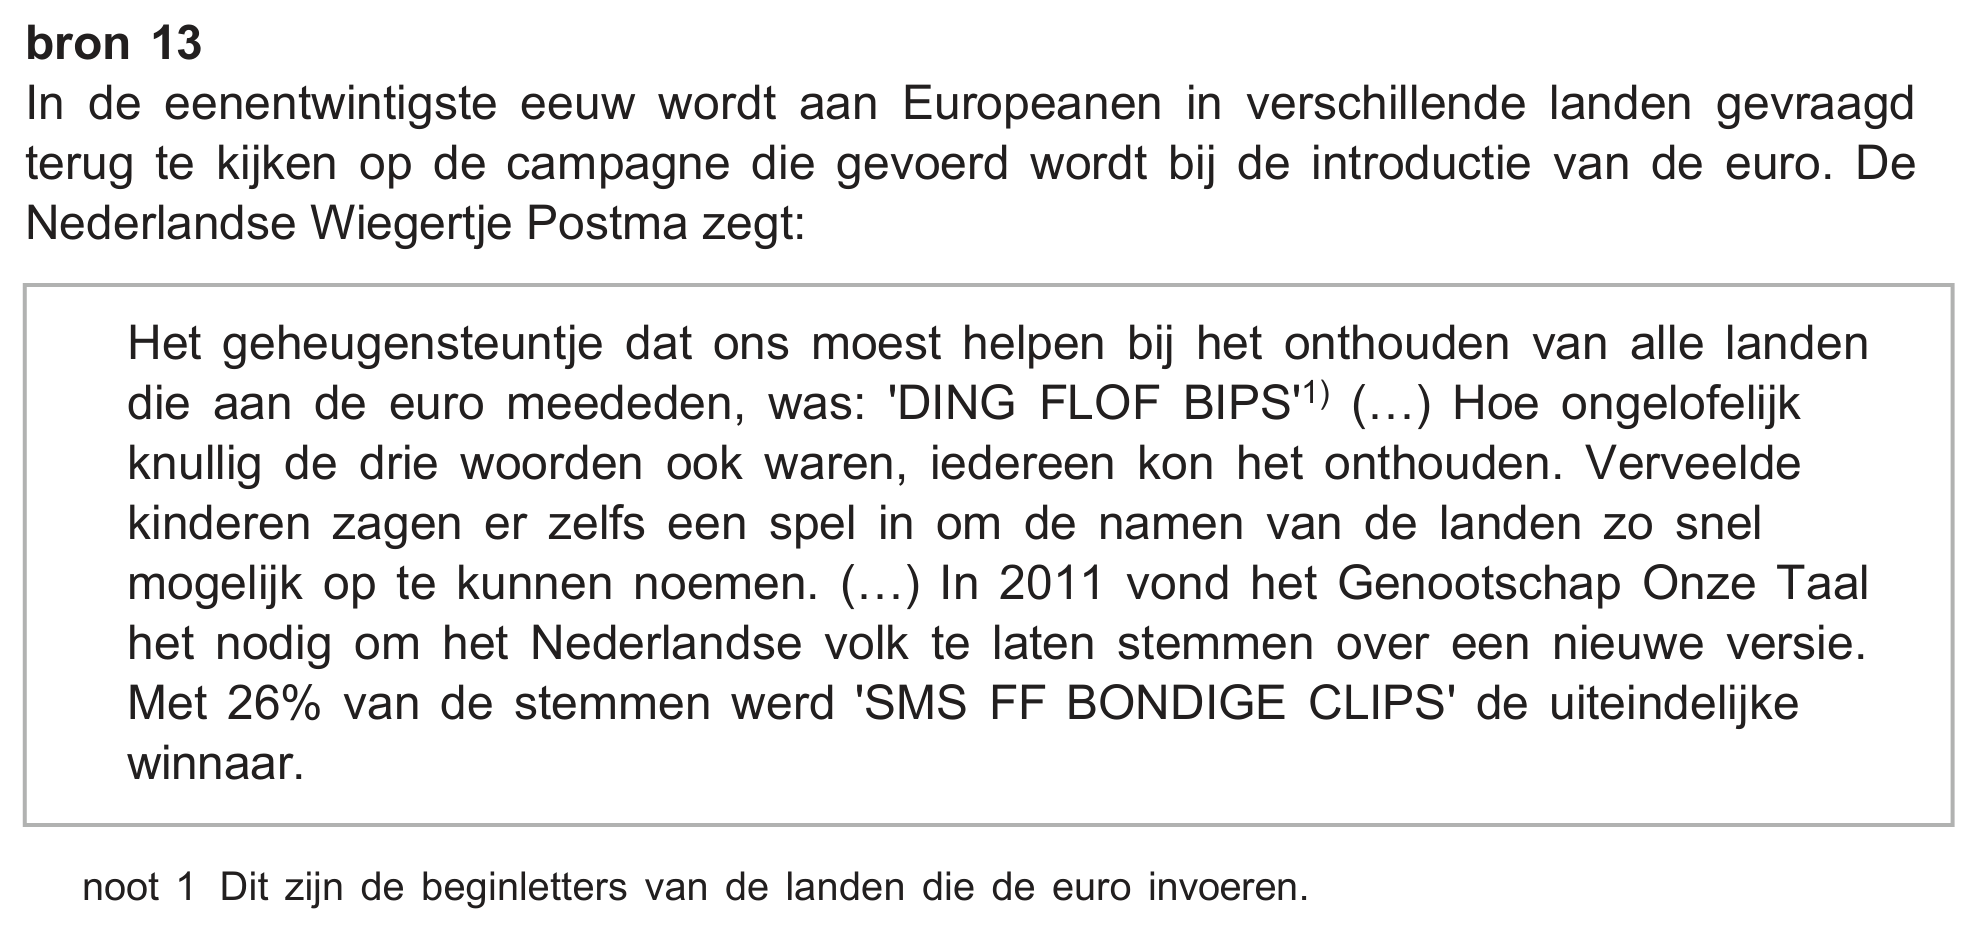 bron 13
In de eenentwintigste eeuw wordt aan Europeanen in verschillende landen gevraagd
terug te kijken op de campagne die gevoerd wordt bij de introductie van de euro. De
Nederlandse Wiegertje Postma zegt:
Het geheugensteuntje dat ons moest helpen bij het onthouden van alle landen
die aan de euro meededen, was: 'DING FLOF BIPS'1) (…) Hoe ongelofelijk
knullig de drie woorden ook waren, iedereen kon het onthouden. Verveelde
kinderen zagen er zelfs een spel in om de namen van de landen zo snel
mogelijk op te kunnen noemen. (…) In 2011 vond het Genootschap Onze Taal
het nodig om het Nederlandse volk te laten stemmen over een nieuwe versie.
Met 26% van de stemmen werd 'SMS FF BONDIGE CLIPS' de uiteindelijke
winnaar.
noot 1 Dit zijn de beginletters van de landen die de euro invoeren.